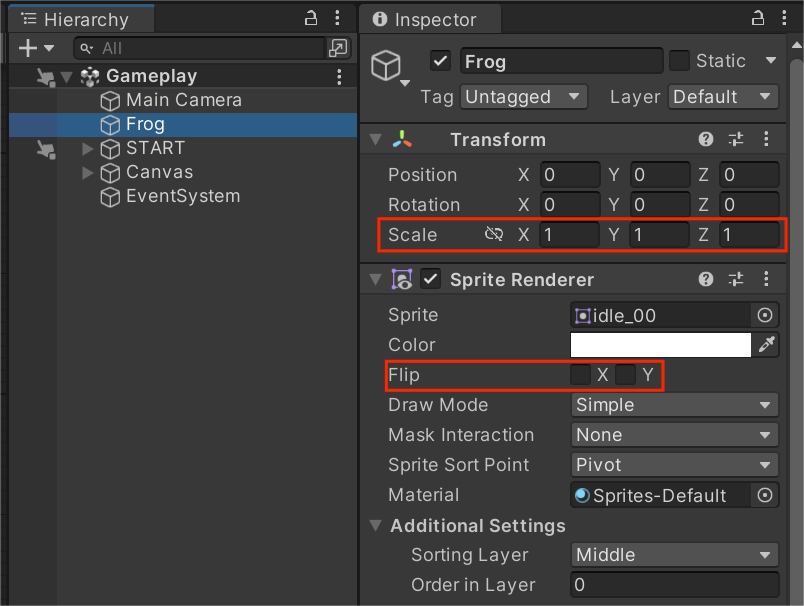 Hierarchy
All
Gameplay
Main Camera
Frog
START
Canvas
EventSystem
Inspector
Frog Static
Tag Untagged Layer Default
Transform
Position X 0 Y 0 Z 0
Rotation X 0 Y 0 Z 0
Scale X 1 Y 1 Z 1
Sprite Renderer
Sprite idle_00
Color
Flip X Y
Draw Mode Simple
Mask Interaction None
Sprite Sort Point Pivot
Material Sprites-Default
Additional Settings
Sorting Layer Middle
Order in Layer 0